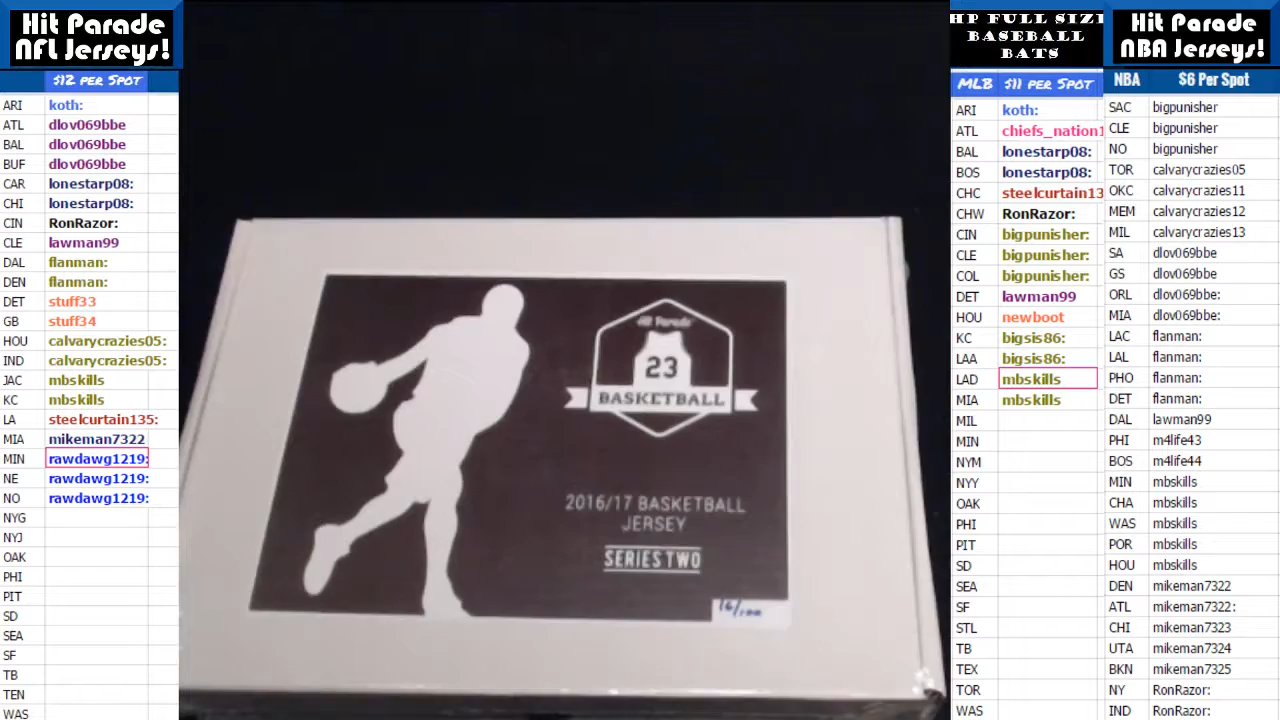 Hit Parade
NFL Jerseys!
$12 PER SPOT
ARI koth:
ATL dlov069bbe
BAL dlov069bbe
BUF dlov069bbe
CAR lonestarp08:
CHI lonestarp08:
CIN RonRazor:
CLE lawman99
DAL flanman:
DEN flanman:
DET stuff33
GB stuff34
HOU calvarycrazies05:
IND calvarycrazies05:
JAC mbskills
KC mbskills
LA steelcurtain135:
MIA mikeman7322
MIN rawdawg1219:
NE rawdawg1219:
NO rawdawg1219:
NYG
NYJ
OAK
PHI
PIT
SD
SEA
SF
TB
TEN
WAS
Hit Parade
23
BASKETBALL
2016/17 BASKETBALL
JERSEY
SERIES TWO
16/100
HP FULL SIZE
BASEBALL
BATS
MLB $11 PER SPOT
ARI koth:
ATL chiefs_nation1
BAL lonestarp08:
BOS lonestarp08:
CHC steelcurtain13
CHW RonRazor:
CIN bigpunisher:
CLE bigpunisher:
COL bigpunisher:
DET lawman99
HOU newboot
KC bigsis86:
LAA bigsis86:
LAD mbskills
MIA mbskills
MIL
MIN
NYM
NYY
OAK
PHI
PIT
SD
SEA
SF
STL
TB
TEX
TOR
WAS
Hit Parade
NBA Jerseys!
NBA $6 Per Spot
SAC bigpunisher
CLE bigpunisher
NO bigpunisher
TOR calvarycrazies05
OKC calvarycrazies11
MEM calvarycrazies12
MIL calvarycrazies13
SA dlov069bbe
GS dlov069bbe
ORL dlov069bbe:
MIA dlov069bbe:
LAC flanman:
LAL flanman:
PHO flanman:
DET flanman:
DAL lawman99
PHI m4life43
BOS m4life44
MIN mbskills
CHA mbskills
WAS mbskills
POR mbskills
HOU mbskills
DEN mikeman7322
ATL mikeman7322:
CHI mikeman7323
UTA mikeman7324
BKN mikeman7325
NY RonRazor:
IND RonRazor: